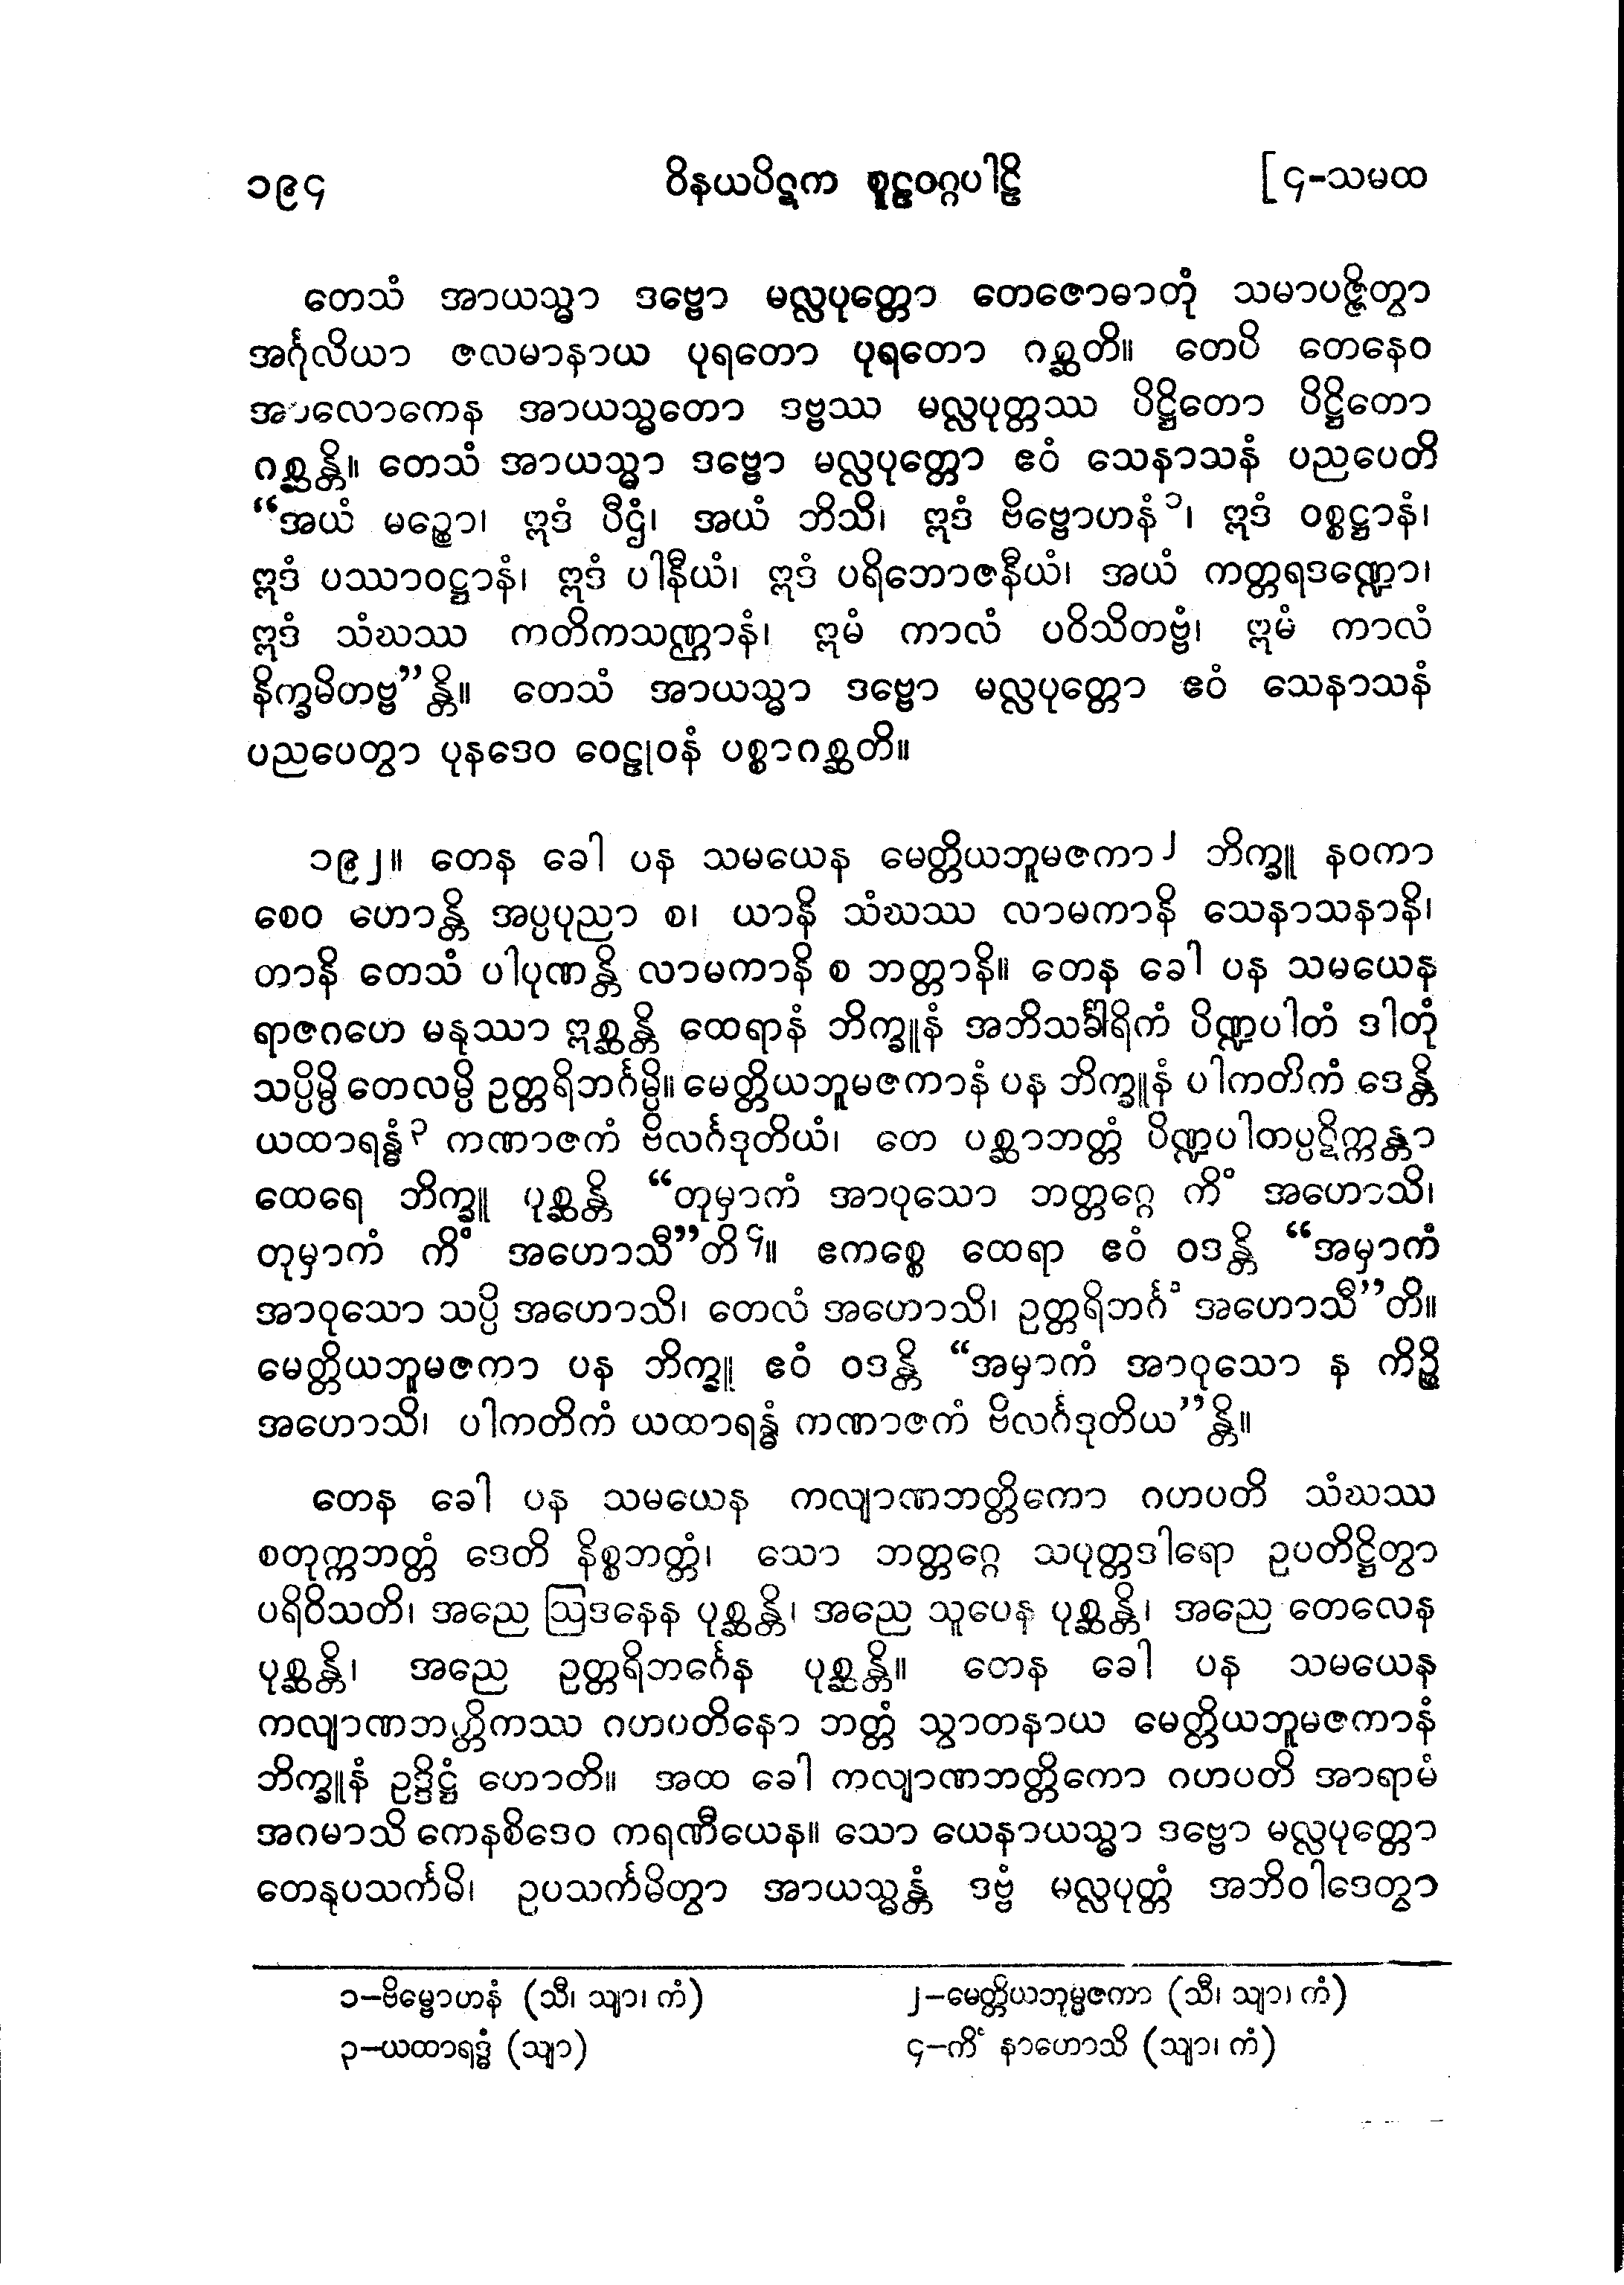 ၁၉၄ ဝိနယပိဋက စူဠဝဂ္ဂပါဠိ [၄-သမထ
တေသံ အာယသ္မာ ဒဗ္ဗော မလ္လပုတ္တော တေဇောဓာတုံ သမာပဇ္ဇိတွာ
အင်္ဂုလိယာ ဇလမာနာယ ပုရတော ပုရတော ဂစ္ဆတိ။ တေပိ တေနေဝ
အာလောကေန အာယသ္မတော ဒဗ္ဗဿ မလ္လပုတ္တဿ ပိဋ္ဌိတော ပိဋ္ဌိတော
ဂစ္ဆန္တိ။ တေသံ အာယသ္မာ ဒဗ္ဗော မလ္လပုတ္တော ဧဝံ သေနာသနံ ပညပေတိ
“အယံ မဉ္စော၊ ဣဒံ ပီဌံ၊ အယံ ဘိသိ၊ ဣဒံ ဗိဗ္ဗောဟနံ၁၊ ဣဒံ ဝစ္စဋ္ဌာနံ၊
ဣဒံ ပဿာဝဋ္ဌာနံ၊ ဣဒံ ပါနီယံ၊ ဣဒံ ပရိဘောဇနီယံ၊ အယံ ကတ္တရဒဏ္ဍော၊
ဣဒံ သံဃဿ ကတိကသဏ္ဌာနံ၊ ဣမံ ကာလံ ပဝိသိတဗ္ဗံ၊ ဣမံ ကာလံ
နိက္ခမိတဗ္ဗ”န္တိ။ တေသံ အာယသ္မာ ဒဗ္ဗော မလ္လပုတ္တော ဧဝံ သေနာသနံ
ပညပေတွာ ပုနဒေဝ ဝေဠုဝနံ ပစ္စာဂစ္ဆတိ။
၁၉၂။ တေန ခေါ ပန သမယေန မေတ္တိယဘူမဇကာ၂ ဘိက္ခူ နဝကာ
စေဝ ဟောန္တိ အပ္ပပုညာ စ၊ ယာနိ သံဃဿ လာမကာနိ သေနာသနာနိ၊
တာနိ တေသံ ပါပုဏန္တိ လာမကာနိ စ ဘတ္တာနိ။ တေန ခေါ ပန သမယေန
ရာဇဂဟေ မနုဿာ ဣစ္ဆန္တိ ထေရာနံ ဘိက္ခူနံ အဘိသင်္ခါရိကံ ပိဏ္ဍပါတံ ဒါတုံ
သပ္ပိမ္ပိ တေလမ္ပိ ဥတ္တရိဘင်္ဂမ္ပိ။ မေတ္တိယဘူမဇကာနံ ပန ဘိက္ခူနံ ပါကတိကံ ဒေန္တိ
ယထာရန္ဓံ၃ ကဏာဇကံ ဗိလင်္ဂဒုတိယံ၊ တေ ပစ္ဆာဘတ္တံ ပိဏ္ဍပါတပ္ပဋိက္ကန္တာ
ထေရေ ဘိက္ခူ ပုစ္ဆန္တိ “တုမှာကံ အာဝုသော ဘတ္တဂ္ဂေ ကိံ အဟောသိ၊
တုမှာကံ ကိံ အဟောသီ”တိ၄။ ဧကစ္စေ ထေရာ ဧဝံ ဝဒန္တိ “အမှာကံ
အာဝုသော သပ္ပိ အဟောသိ၊ တေလံ အဟောသိ၊ ဥတ္တရိဘင်္ဂံ အဟောသီ”တိ။
မေတ္တိယဘူမဇကာ ပန ဘိက္ခူ ဧဝံ ဝဒန္တိ “အမှာကံ အာဝုသော န ကိဉ္စိ
အဟောသိ၊ ပါကတိကံ ယထာရန္ဓံ ကဏာဇကံ ဗိလင်္ဂဒုတိယ”န္တိ။
တေန ခေါ ပန သမယေန ကလျာဏဘတ္တိကော ဂဟပတိ သံဃဿ
စတုက္ကဘတ္တံ ဒေတိ နိစ္စဘတ္တံ၊ သော ဘတ္တဂ္ဂေ သပုတ္တဒါရော ဥပတိဋ္ဌိတွာ
ပရိဝိသတိ၊ အညေ ဩဒနေန ပုစ္ဆန္တိ၊ အညေ သူပေန ပုစ္ဆန္တိ၊ အညေ တေလေန
ပုစ္ဆန္တိ၊ အညေ ဥတ္တရိဘင်္ဂေန ပုစ္ဆန္တိ။ တေန ခေါ ပန သမယေန
ကလျာဏဘတ္တိကဿ ဂဟပတိနော ဘတ္တံ သွာတနာယ မေတ္တိယဘူမဇကာနံ
ဘိက္ခူနံ ဥဒ္ဒိဋ္ဌံ ဟောတိ။ အထ ခေါ ကလျာဏဘတ္တိကော ဂဟပတိ အာရာမံ
အဂမာသိ ကေနစိဒေဝ ကရဏီယေန။ သော ယေနာယသ္မာ ဒဗ္ဗော မလ္လပုတ္တော
တေနုပသင်္ကမိ၊ ဥပသင်္ကမိတွာ အာယသ္မန္တံ ဒဗ္ဗံ မလ္လပုတ္တံ အဘိဝါဒေတွာ
၁–ဗိမ္ဗောဟနံ (သီ၊ သျာ၊ ကံ) ၂–မေတ္တိယဘုမ္မဇကာ (သီ၊ သျာ၊ ကံ)
၃–ယထာရဒ္ဓံ (သျာ) ၄–ကိံ နာဟောသိ (သျာ၊ ကံ)